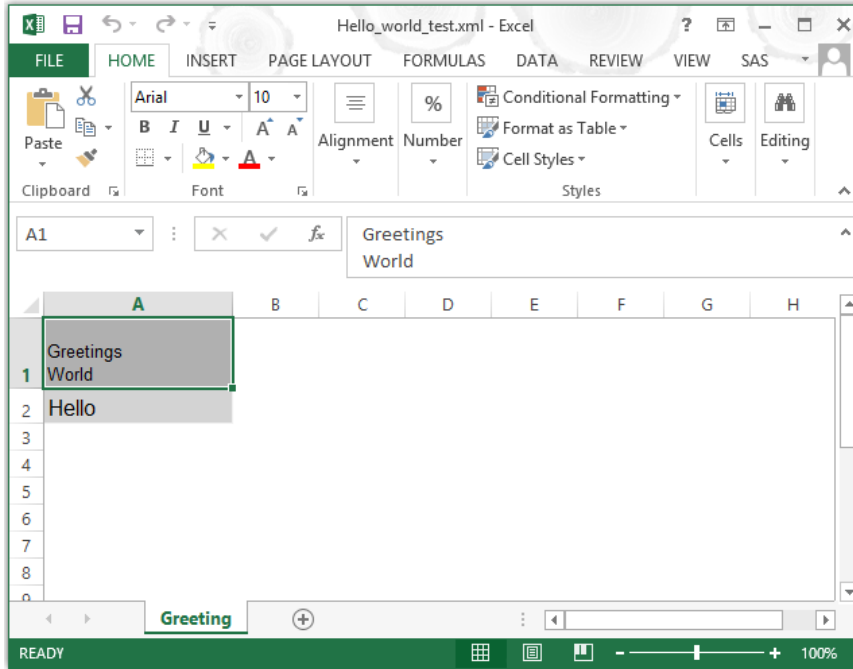 Hello_world_test.xml - Excel
FILE HOME INSERT PAGE LAYOUT FORMULAS DATA REVIEW VIEW SAS
Arial 10
% Conditional Formatting
B I U A A Format as Table
Paste Alignment Number Cell Styles Cells Editing
A
Clipboard Font Styles
A1 fx Greetings
World
A B C D E F G H
Greetings
1 World
2 Hello
3
4
5
6
7
8
9
Greeting
READY 100%